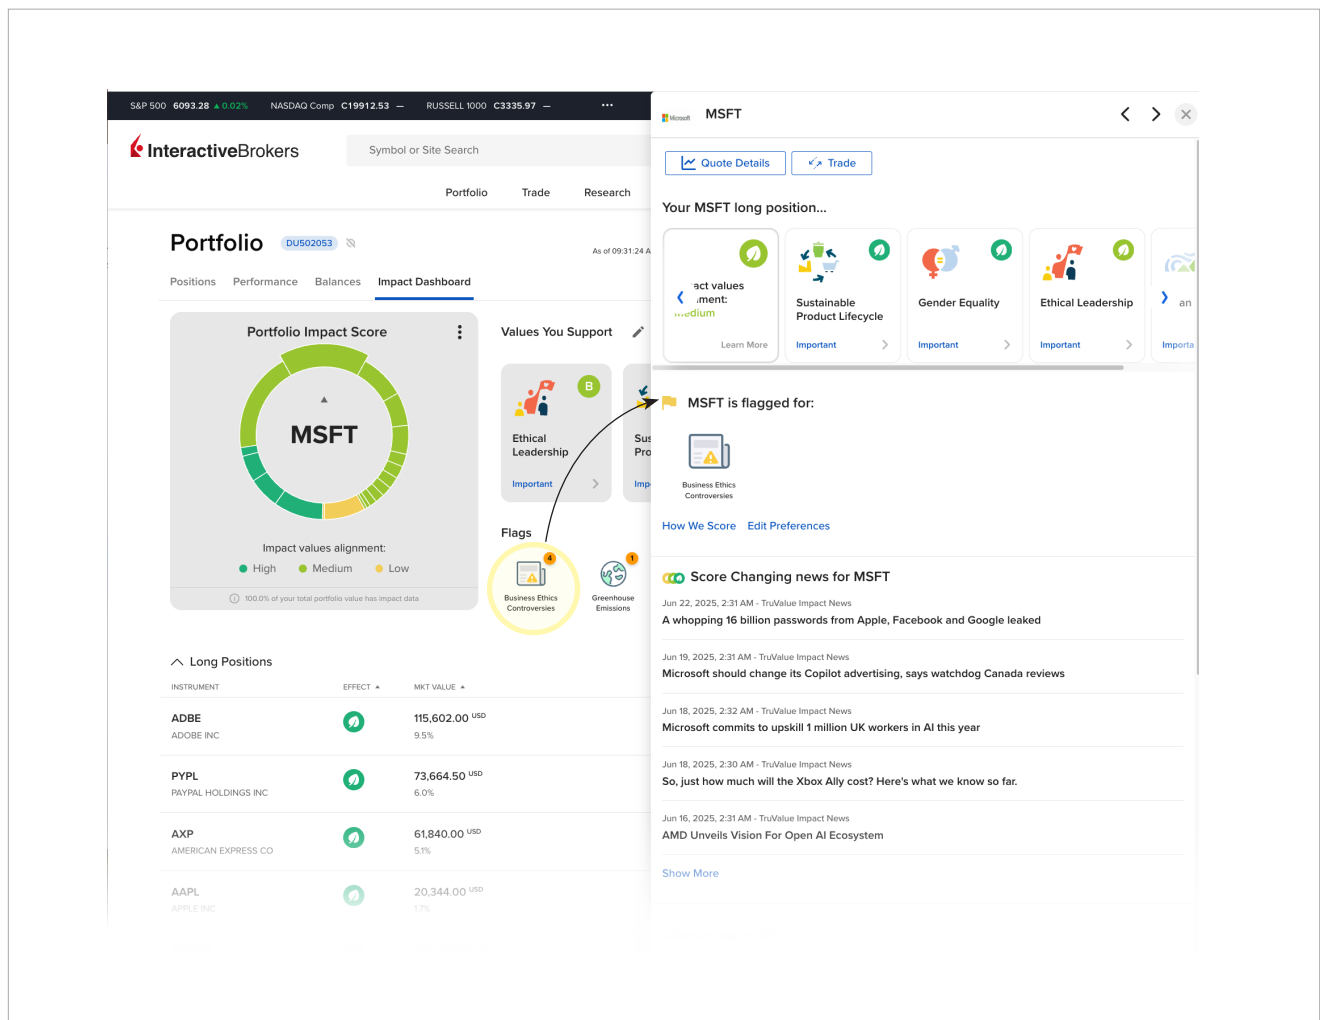 S&P 500 6093.28 ▲ 0.02% NASDAQ Comp C19912.53 — RUSSELL 1000 C3335.97 — •••
InteractiveBrokers
Symbol or Site Search
Portfolio Trade Research
Portfolio DU502053
As of 09:31:24 A
Positions Performance Balances Impact Dashboard
Portfolio Impact Score
MSFT
Impact values alignment:
High Medium Low
100.0% of your total portfolio value has impact data
Values You Support
B
Ethical
Leadership
Important
Sus
Pro
Imp
Flags
4
Business Ethics
Controversies
1
Greenhouse
Emissions
Long Positions
INSTRUMENT EFFECT ▲ MKT VALUE ▲
ADBE 115,602.00 USD
ADOBE INC 9.5%
PYPL 73,664.50 USD
PAYPAL HOLDINGS INC 6.0%
AXP 61,840.00 USD
AMERICAN EXPRESS CO 5.1%
AAPL 20,344.00 USD
APPLE INC 1.7%
Microsoft MSFT
Quote Details Trade
Your MSFT long position...
act values
nment:
edium
Learn More
Sustainable
Product Lifecycle
Important
Gender Equality
Important
Ethical Leadership
Important
an
Importa
MSFT is flagged for:
Business Ethics
Controversies
How We Score Edit Preferences
Score Changing news for MSFT
Jun 22, 2025, 2:31 AM - TruValue Impact News
A whopping 16 billion passwords from Apple, Facebook and Google leaked
Jun 19, 2025, 2:31 AM - TruValue Impact News
Microsoft should change its Copilot advertising, says watchdog Canada reviews
Jun 18, 2025, 2:32 AM - TruValue Impact News
Microsoft commits to upskill 1 million UK workers in AI this year
Jun 18, 2025, 2:30 AM - TruValue Impact News
So, just how much will the Xbox Ally cost? Here's what we know so far.
Jun 16, 2025, 2:31 AM - TruValue Impact News
AMD Unveils Vision For Open AI Ecosystem
Show More